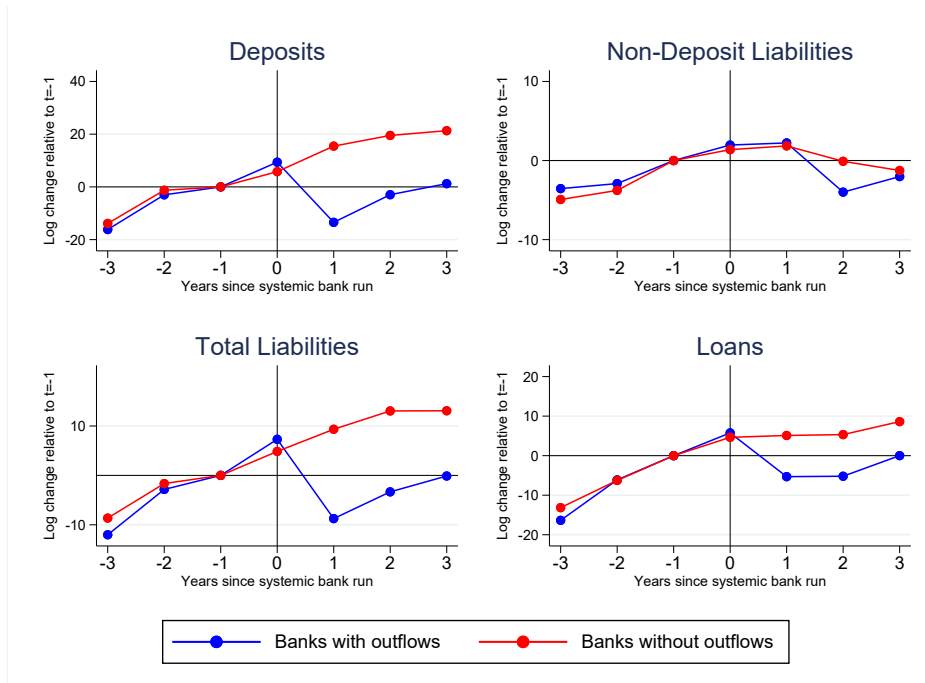 Deposits
Log change relative to t=-1
40
20
0
-20
-3 -2 -1 0 1 2 3
Years since systemic bank run
Non-Deposit Liabilities
Log change relative to t=-1
10
0
-10
-3 -2 -1 0 1 2 3
Years since systemic bank run
Total Liabilities
Log change relative to t=-1
10
-10
-3 -2 -1 0 1 2 3
Years since systemic bank run
Loans
Log change relative to t=-1
20
10
0
-10
-20
-3 -2 -1 0 1 2 3
Years since systemic bank run
Banks with outflows
Banks without outflows